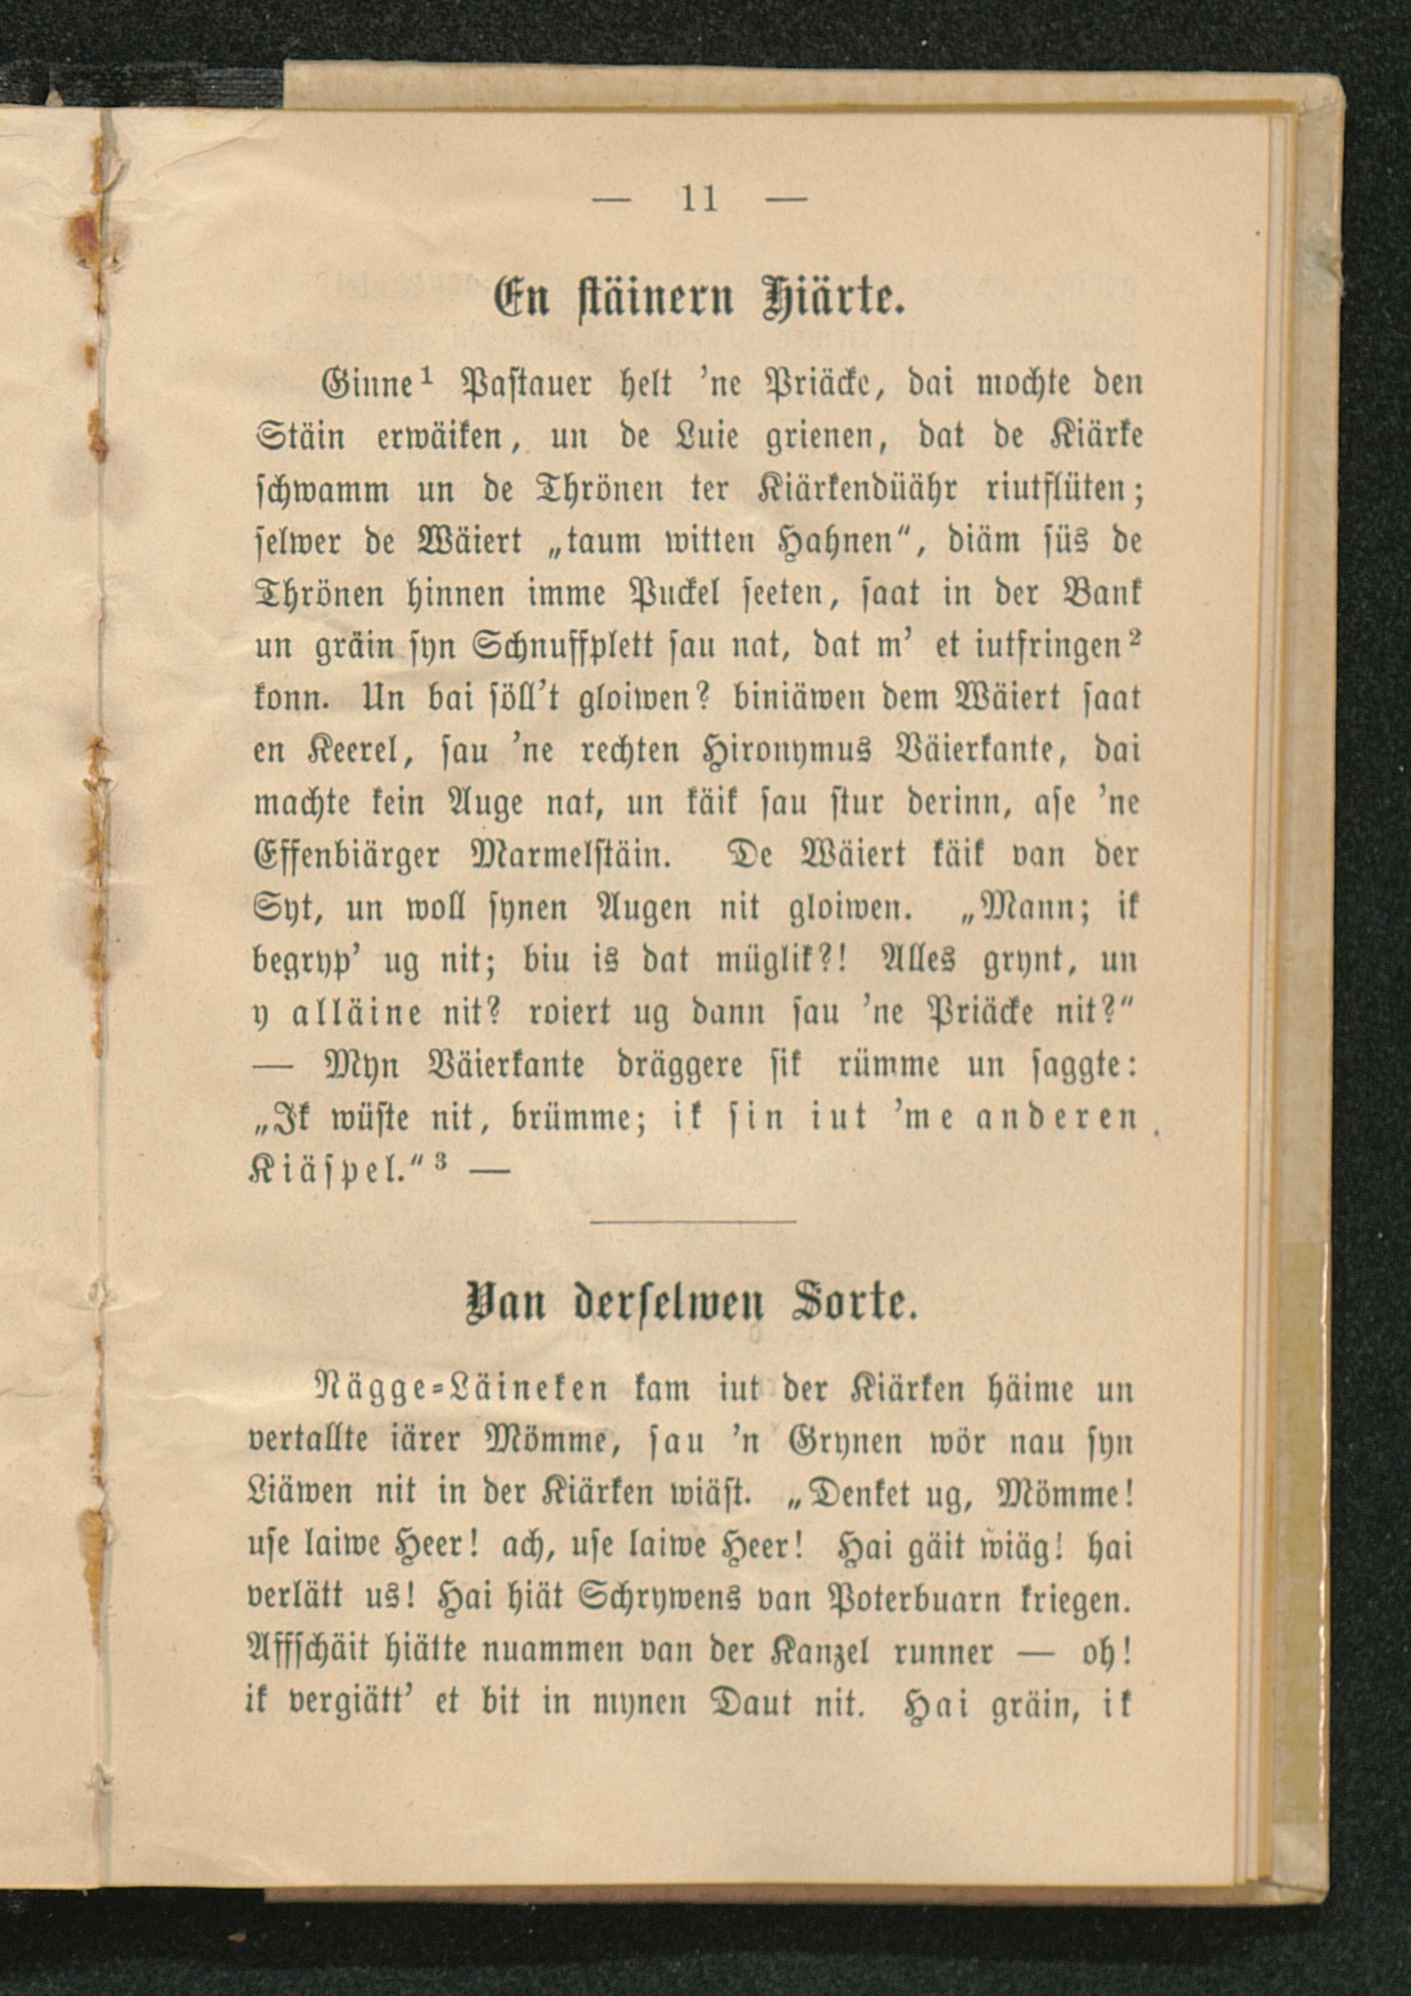 — 11 —
En stäinern Hiärte.
Ginne¹ Pastauer helt ’ne Priäcke, dai mochte den
Stäin erwäiken, un de Luie grienen, dat de Kiärke
schwamm un de Thrönen ter Kiärkendüähr riutflüten;
selwer de Wäiert „taum witten Hahnen“, diäm süs de
Thrönen hinnen imme Puckel seeten, saat in der Bank
un gräin syn Schnuffplett sau nat, dat m’ et iutfringen²
konn. Un bai söll’t gloiwen? biniäwen dem Wäiert saat
en Keerel, sau ’ne rechten Hironymus Väierkante, dai
machte kein Auge nat, un käik sau stur derinn, ase ’ne
Effenbiärger Marmelstäin. De Wäiert käik van der
Syt, un woll synen Augen nit gloiwen. „Mann; ik
begryp’ ug nit; biu is dat müglik?! Alles grynt, un
y alläine nit? roiert ug dann sau ’ne Priäcke nit?“
— Myn Väierkante dräggere sik rümme un saggte:
„Ik wüste nit, brümme; ik sin iut ’me anderen
Kiäspel.“³ —
Van derselwen Sorte.
Nägge-Läineken kam iut der Kiärken häime un
vertallte iärer Mömme, sau ’n Grynen wör nau syn
Liäwen nit in der Kiärken wiäst. „Denket ug, Mömme!
use laiwe Heer! ach, use laiwe Heer! Hai gäit wiäg! hai
verlätt us! Hai hiät Schrywens van Poterbuarn kriegen.
Affschäit hiätte nuammen van der Kanzel runner — oh!
ik vergiätt’ et bit in mynen Daut nit. Hai gräin, ik